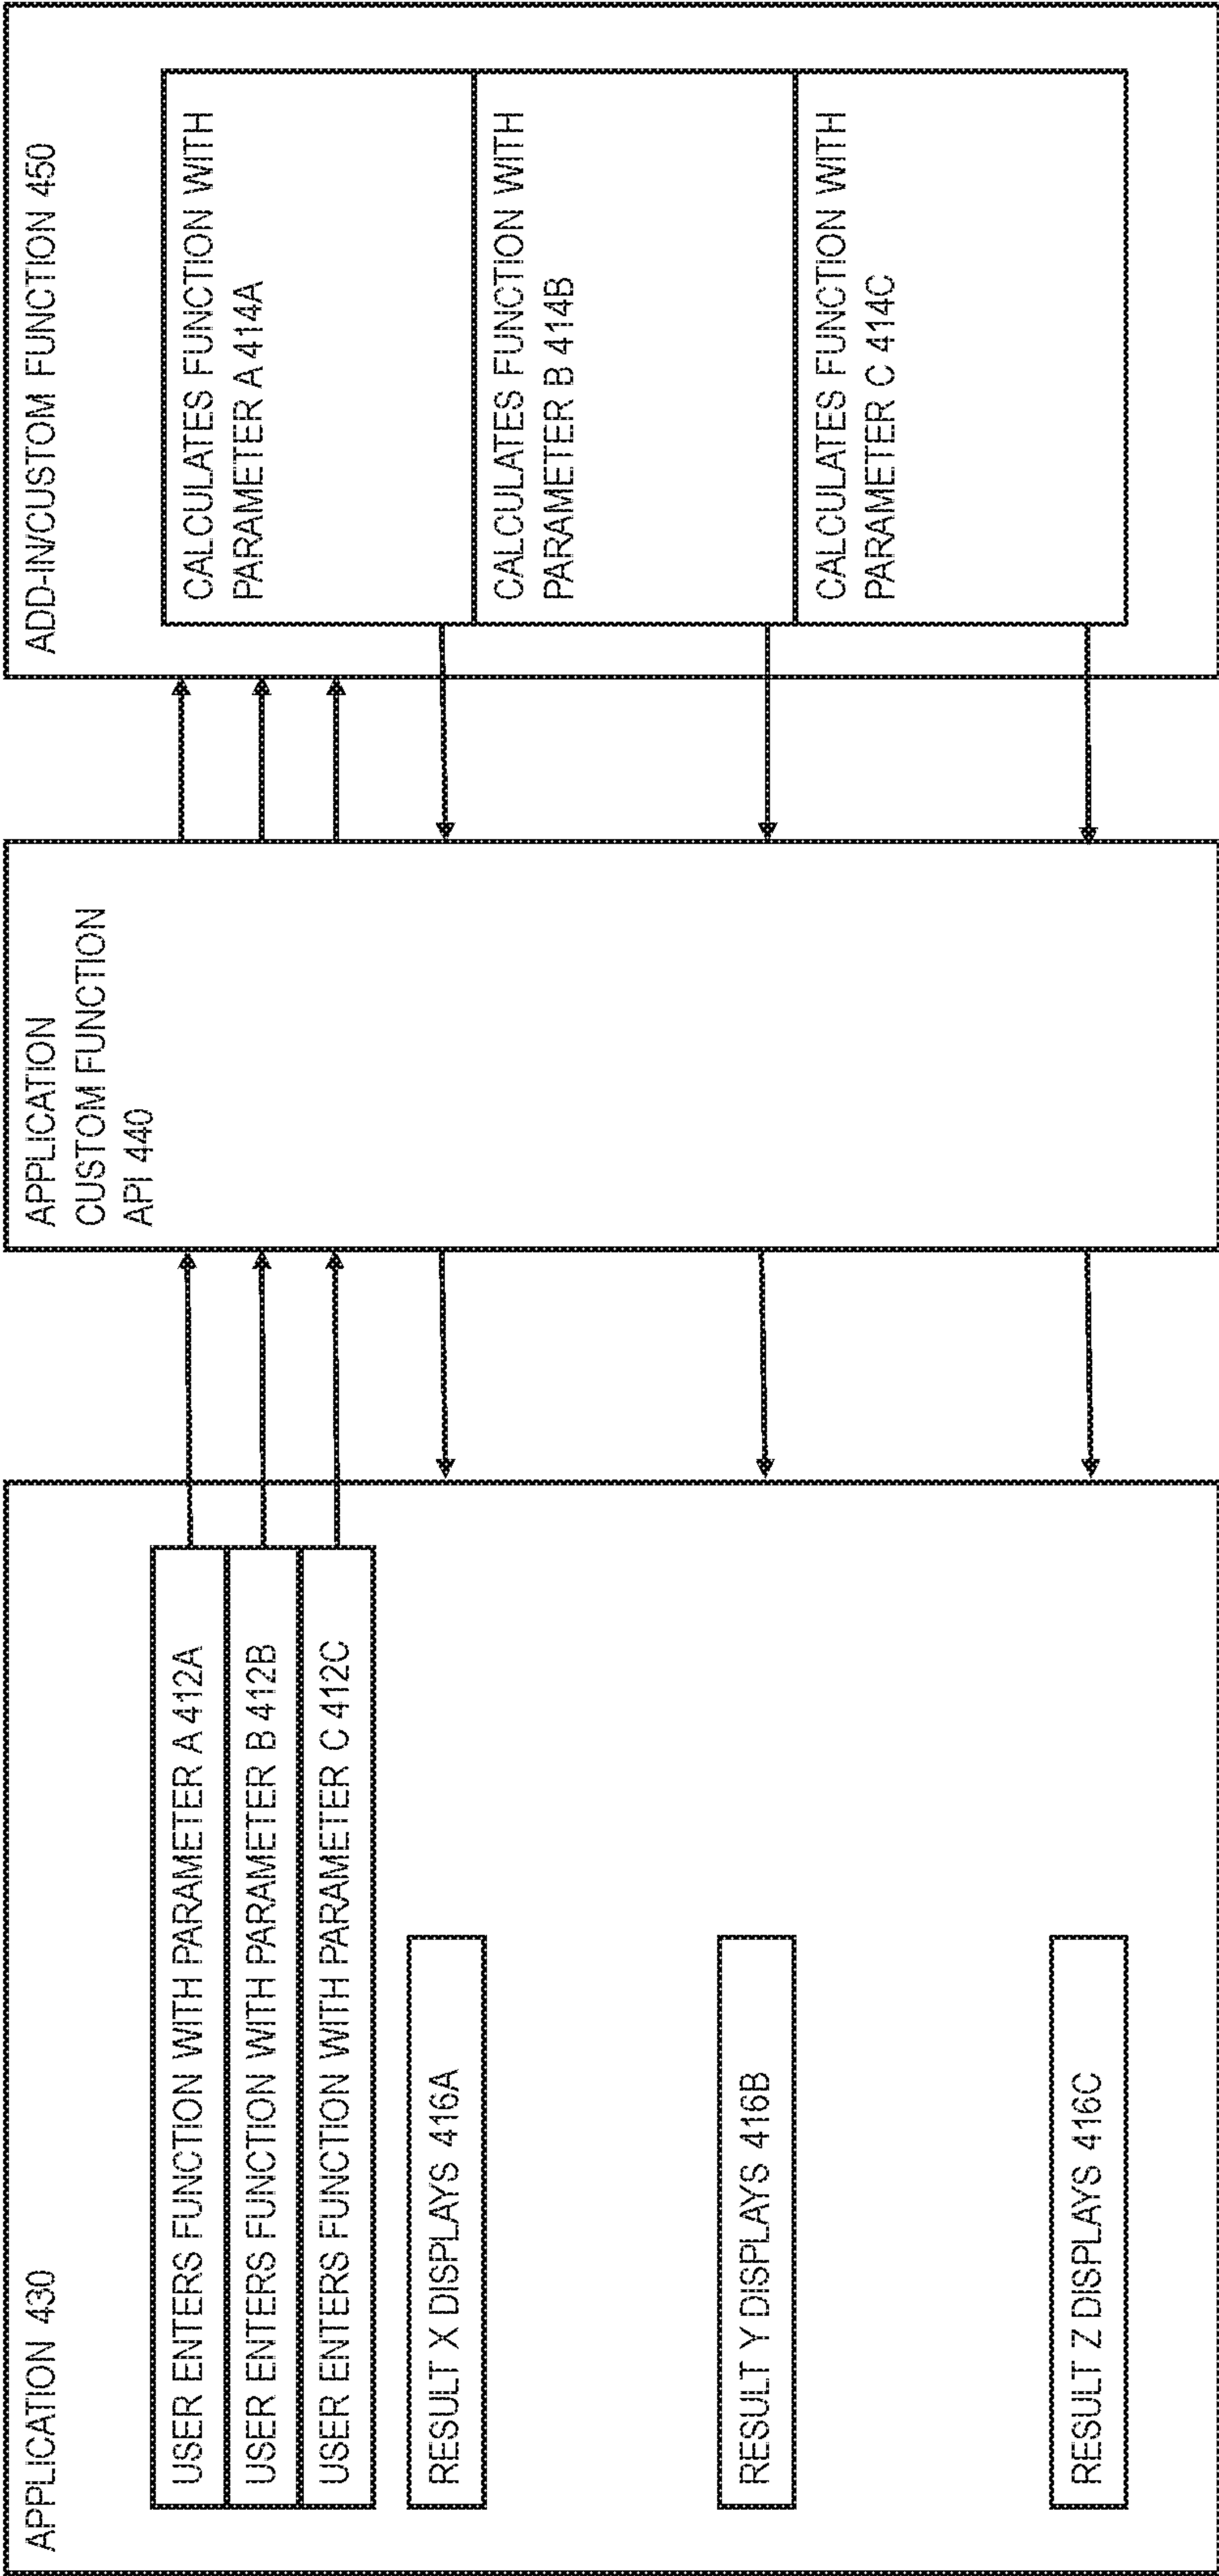 APPLICATION 430
USER ENTERS FUNCTION WITH PARAMETER A 412A
USER ENTERS FUNCTION WITH PARAMETER B 412B
USER ENTERS FUNCTION WITH PARAMETER C 412C
RESULT X DISPLAYS 416A
RESULT Y DISPLAYS 416B
RESULT Z DISPLAYS 416C
APPLICATION
CUSTOM FUNCTION
API 440
ADD-IN/CUSTOM FUNCTION 450
CALCULATES FUNCTION WITH
PARAMETER A 414A
CALCULATES FUNCTION WITH
PARAMETER B 414B
CALCULATES FUNCTION WITH
PARAMETER C 414C